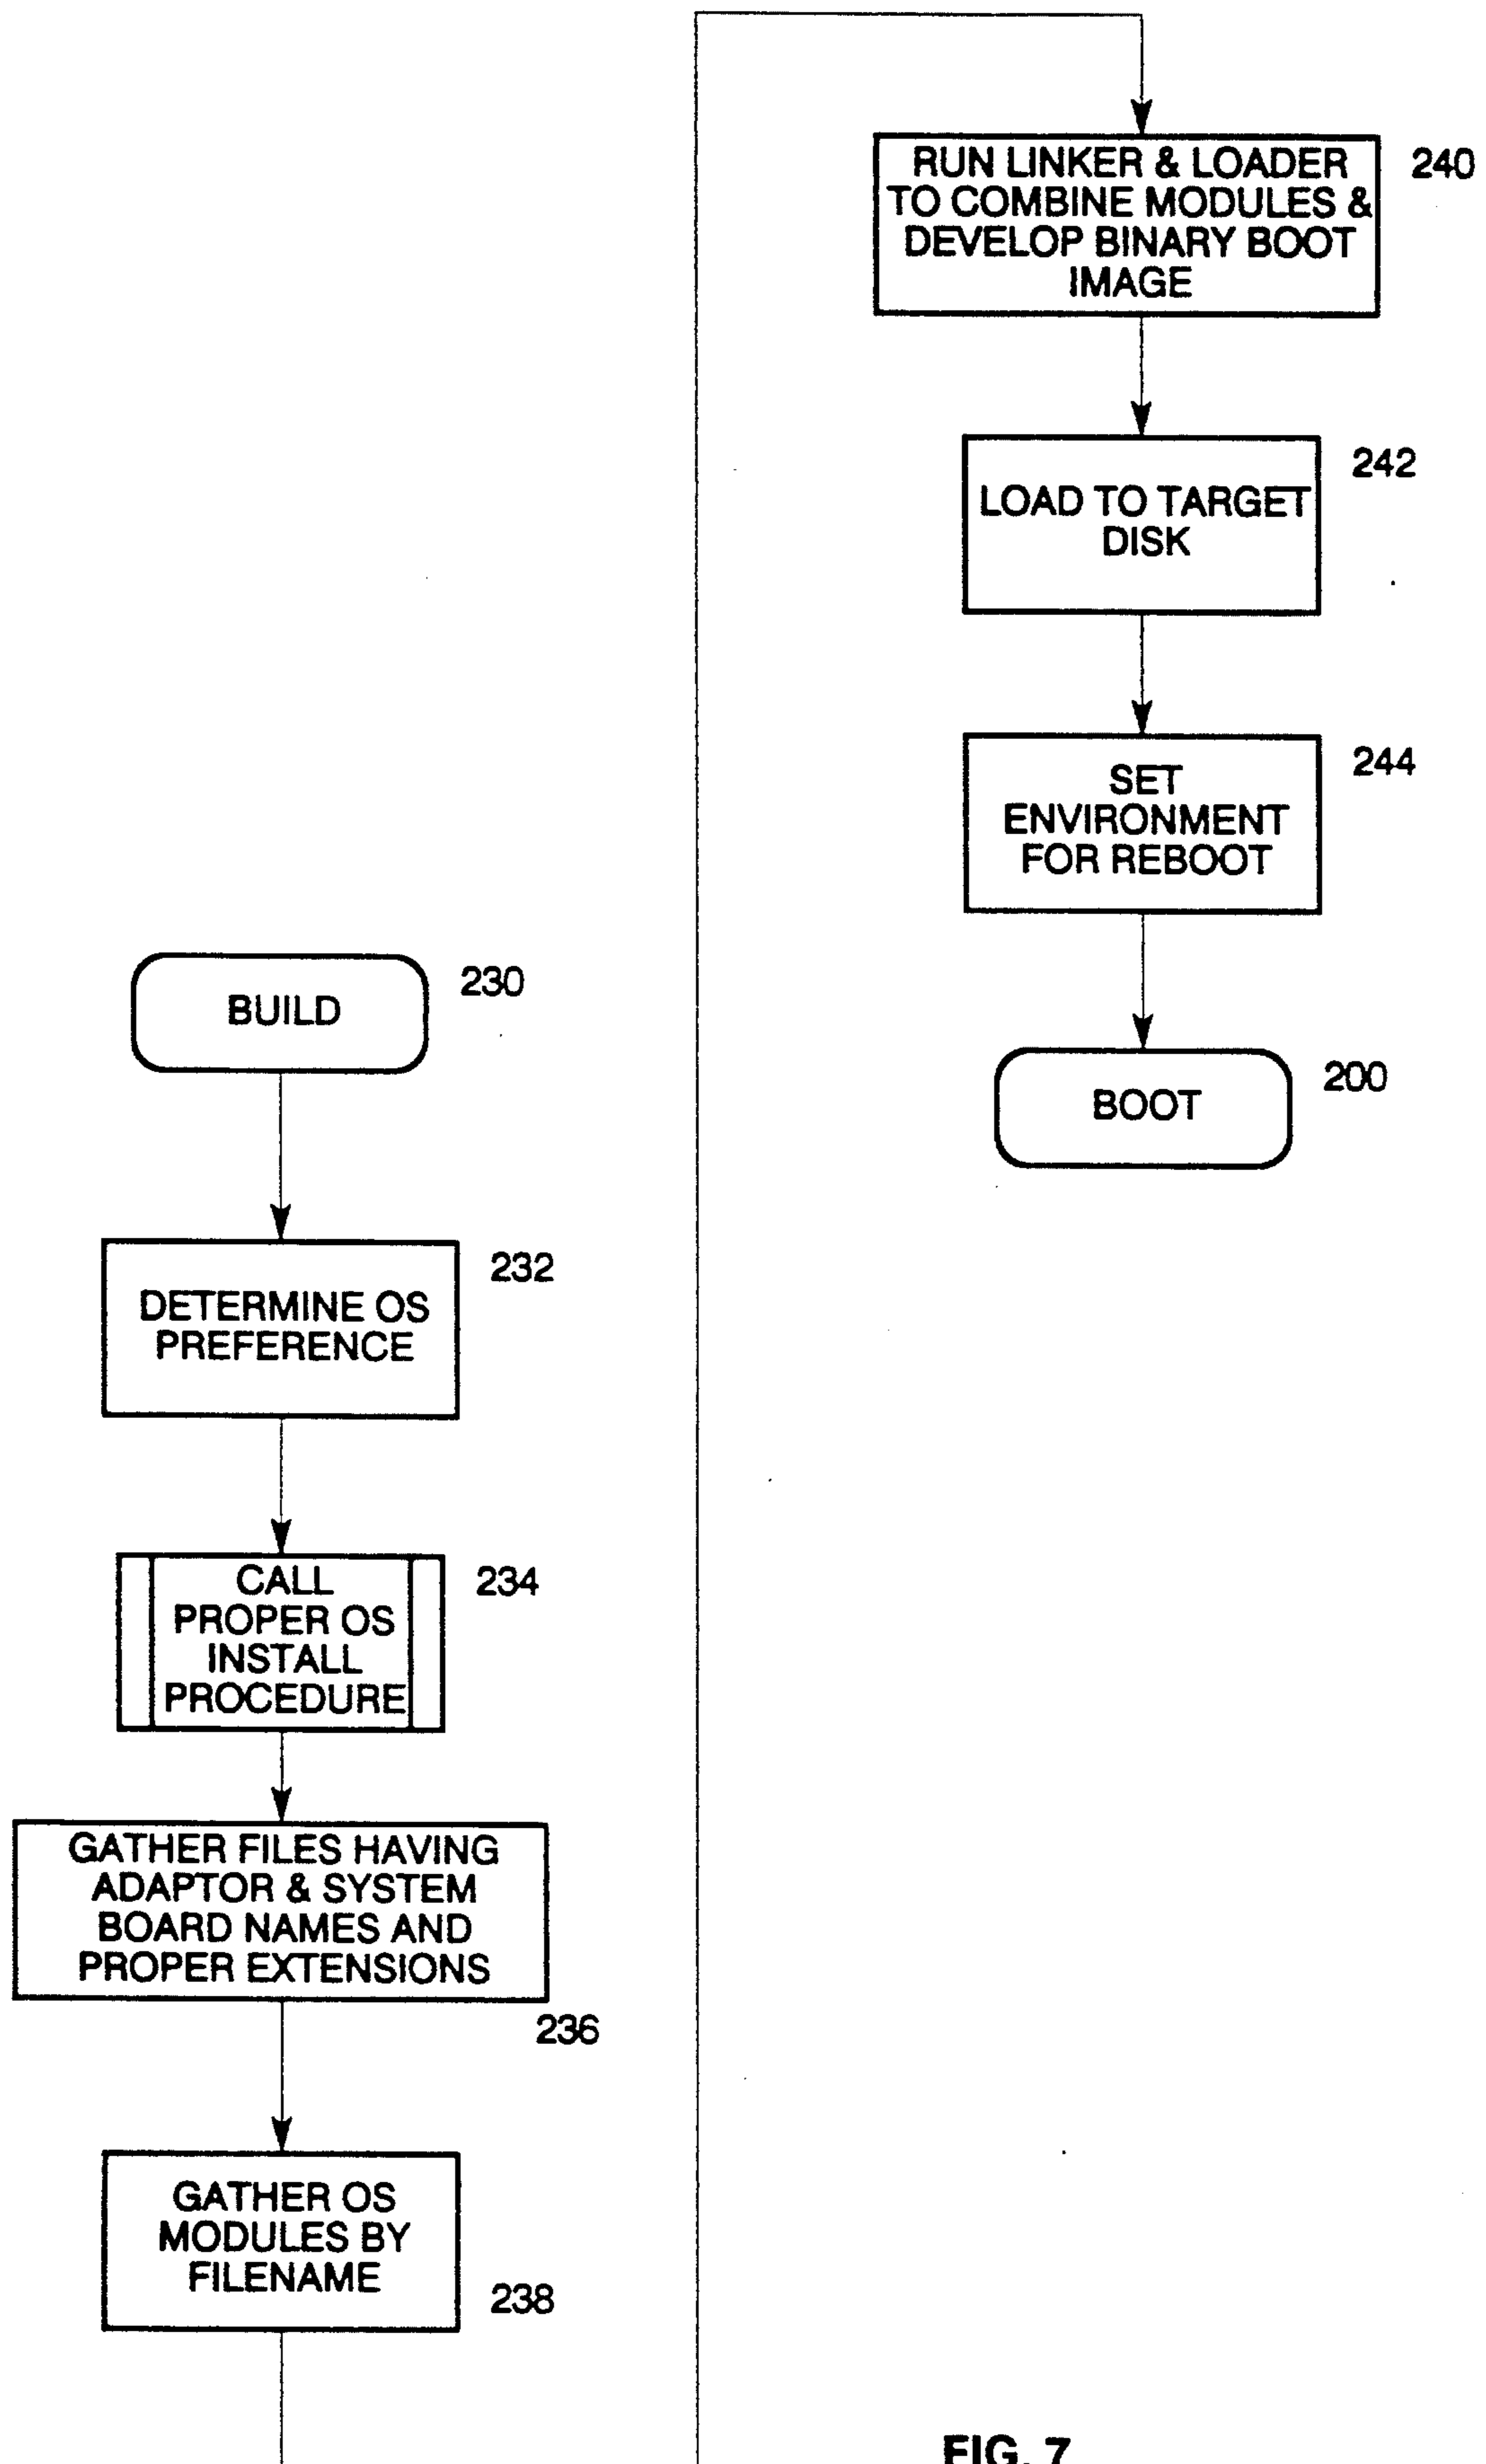 BUILD
230
DETERMINE OS
PREFERENCE
232
CALL
PROPER OS
INSTALL
PROCEDURE
234
GATHER FILES HAVING
ADAPTOR & SYSTEM
BOARD NAMES AND
PROPER EXTENSIONS
236
GATHER OS
MODULES BY
FILENAME
238
RUN LINKER & LOADER
TO COMBINE MODULES &
DEVELOP BINARY BOOT
IMAGE
240
LOAD TO TARGET
DISK
242
SET
ENVIRONMENT
FOR REBOOT
244
BOOT
200
FIG. 7